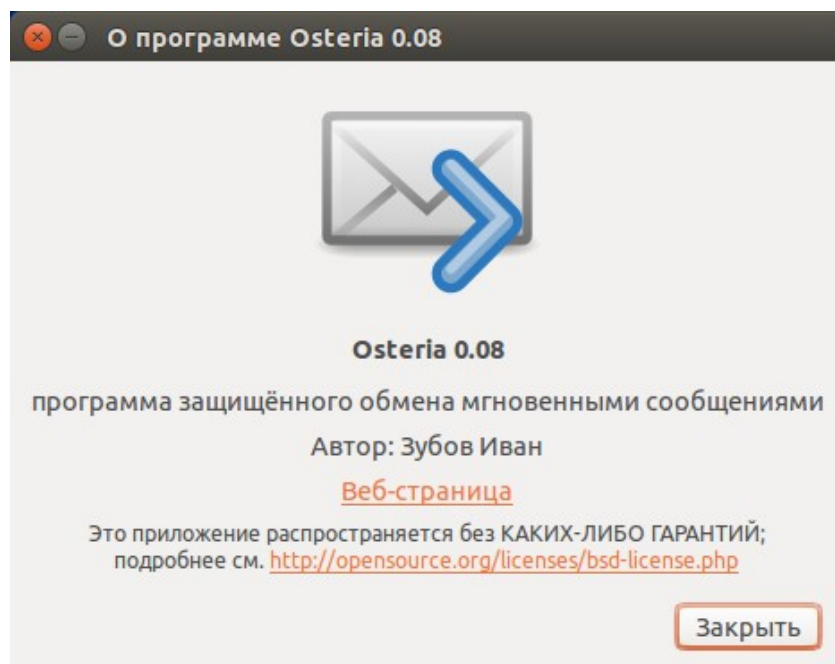 О программе Osteria 0.08
Osteria 0.08
программа защищённого обмена мгновенными сообщениями
Автор: Зубов Иван
Веб-страница
Это приложение распространяется без КАКИХ-ЛИБО ГАРАНТИЙ;
подробнее см. http://opensource.org/licenses/bsd-license.php
Закрыть